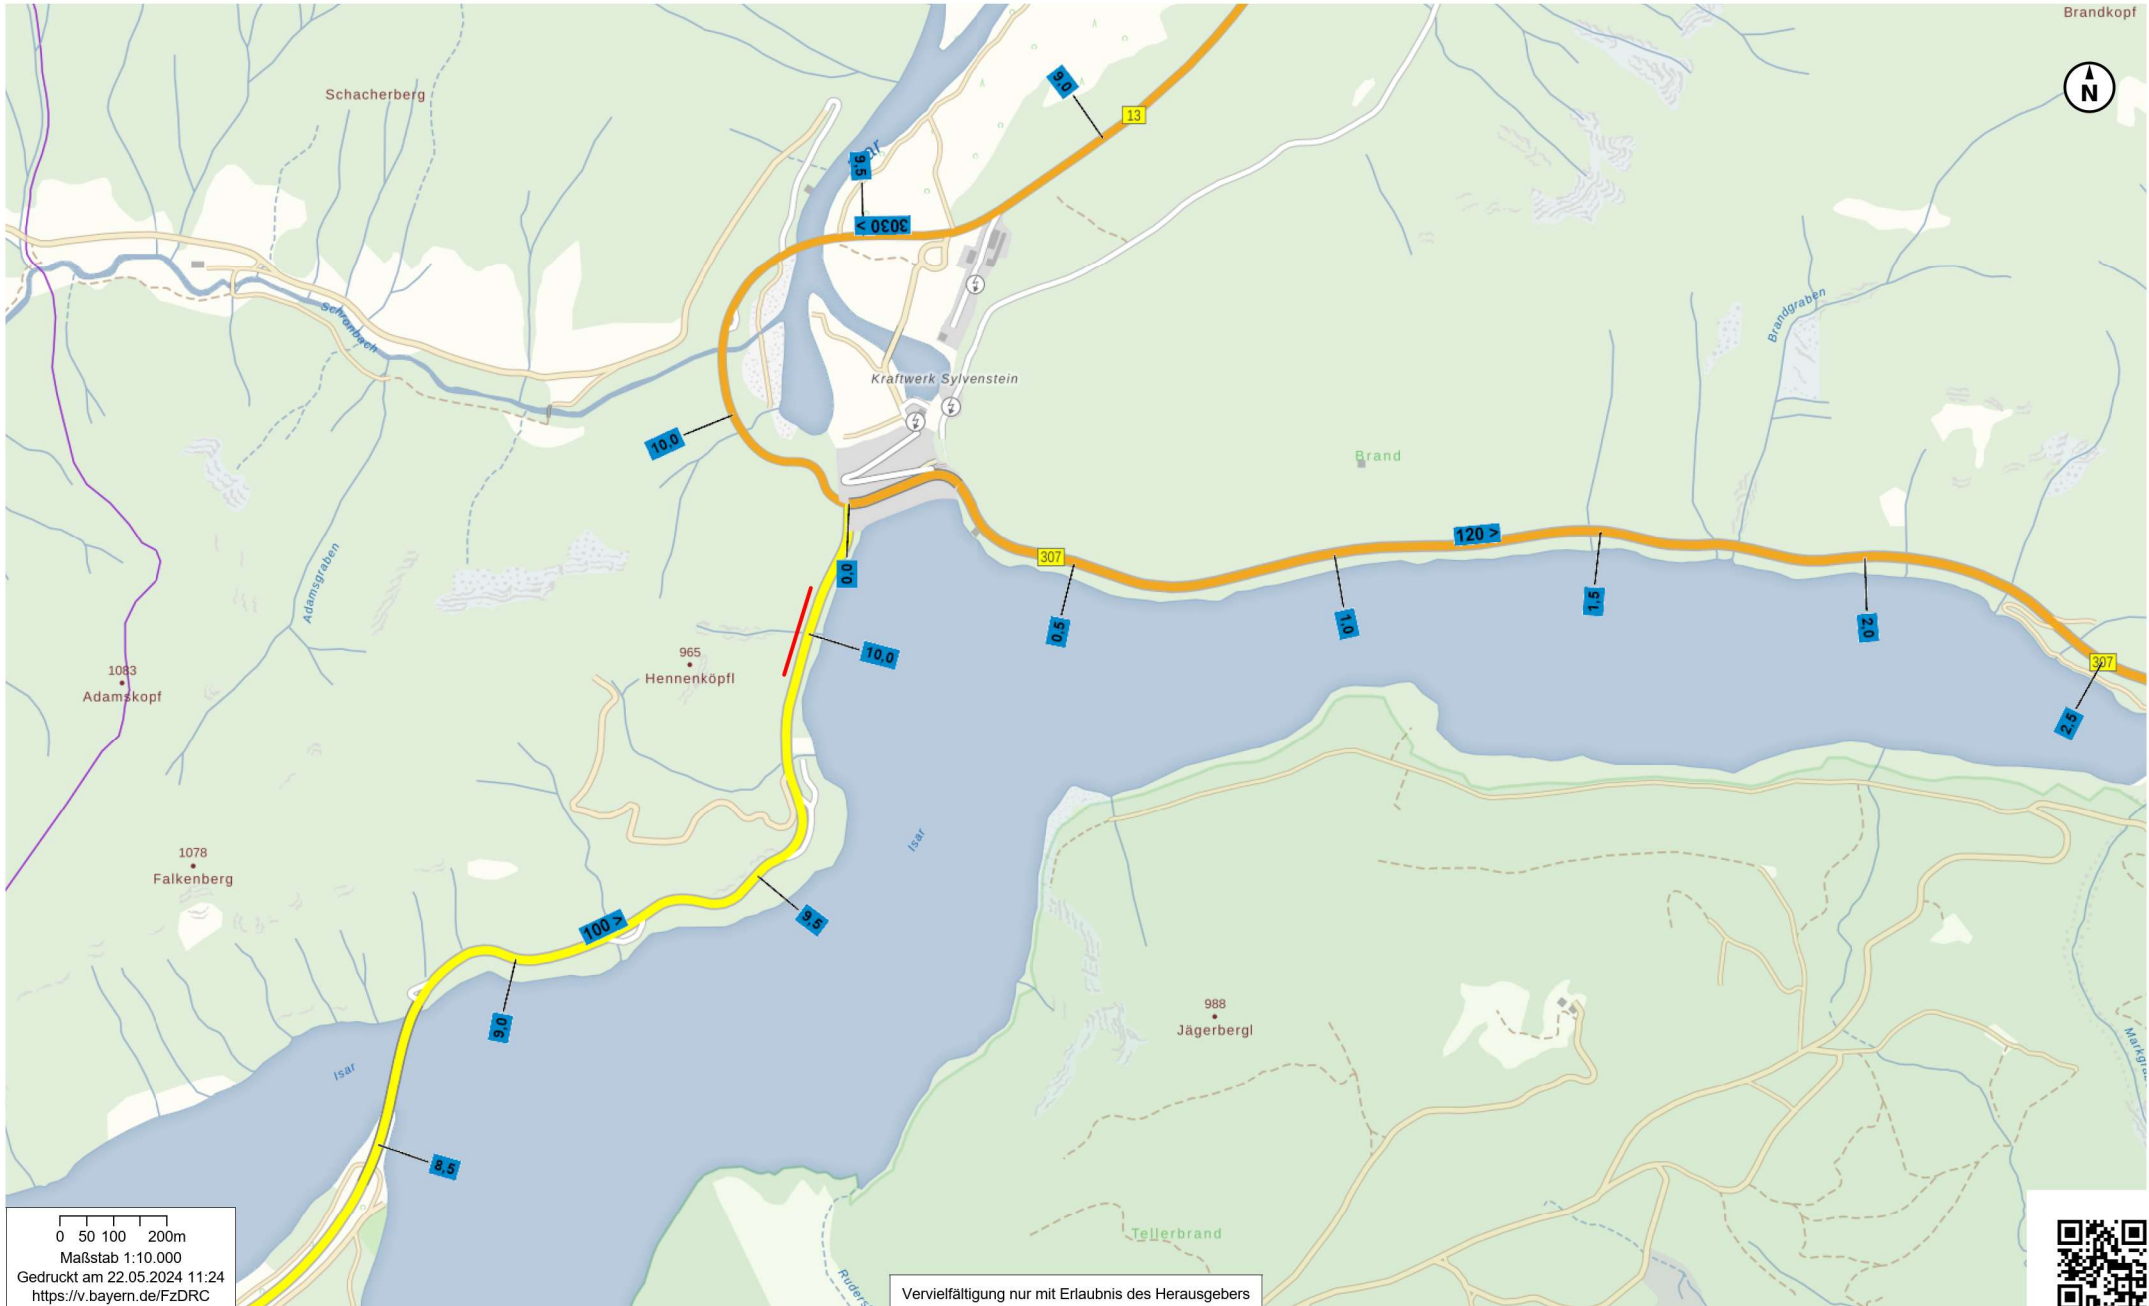 Brandkopf
Schacherberg
9,0
13
N
Isar
9,5
3030 >
Schronbach
Brandgraben
Kraftwerk Sylvenstein
10,0
Brand
120 >
307
0,0
Adamsgraben
0,5
1,0
1,5
2,0
965
Hennenköpfl
10,0
1083
Adamskopf
307
2,5
Isar
1078
Falkenberg
100 >
9,5
9,0
988
Jägerbergl
Isar
8,5
Tellerbrand
0 50 100 200m
Maßstab 1:10.000
Gedruckt am 22.05.2024 11:24
https://v.bayern.de/FzDRC
Vervielfältigung nur mit Erlaubnis des Herausgebers